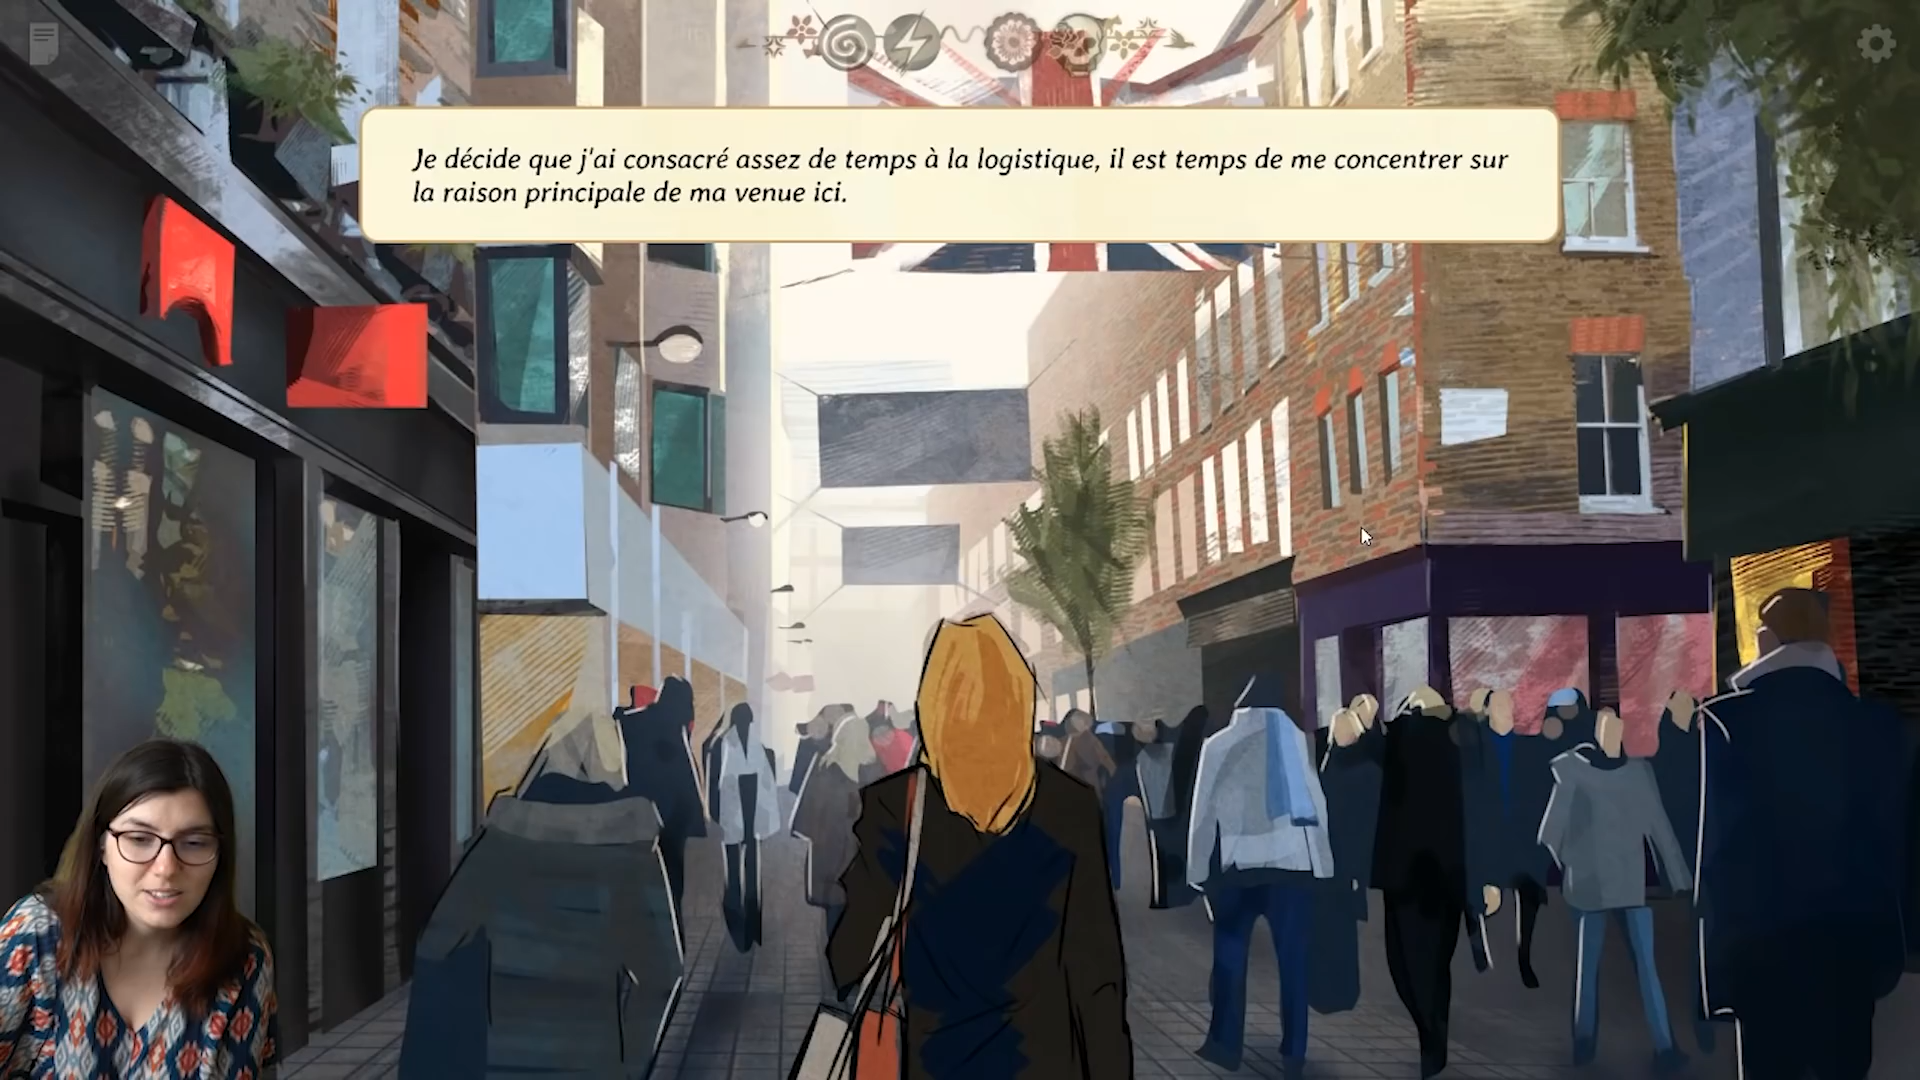 Je décide que j'ai consacré assez de temps à la logistique, il est temps de me concentrer sur
la raison principale de ma venue ici.